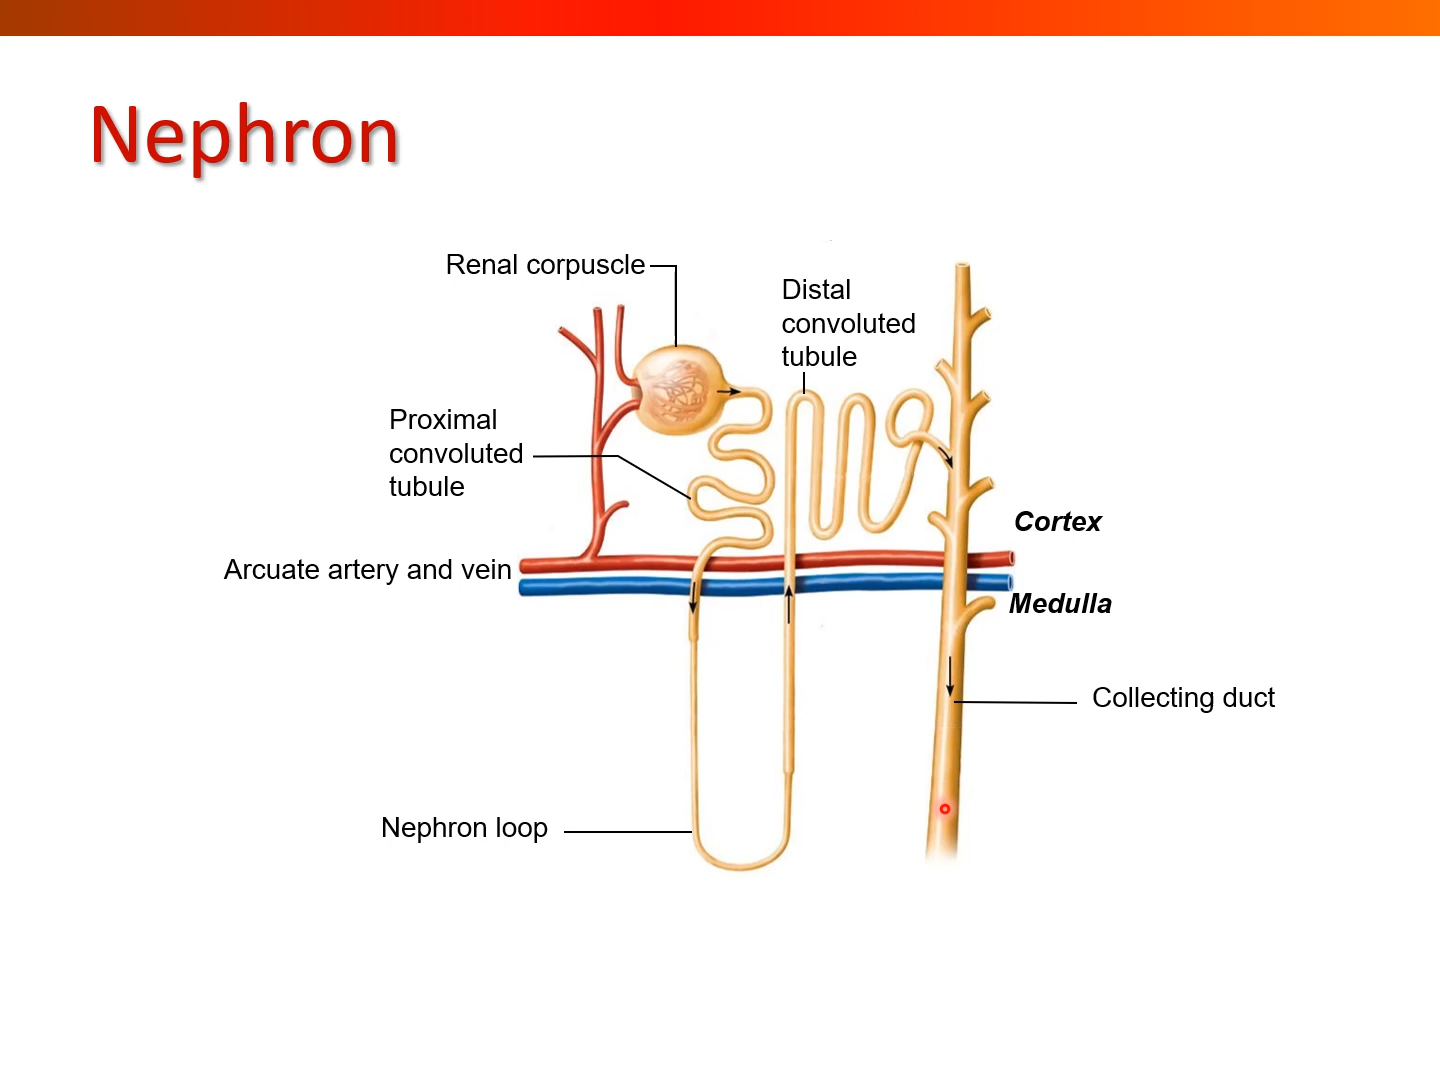 Nephron
Renal corpuscle
Distal
convoluted
tubule
Proximal
convoluted
tubule
Cortex
Arcuate artery and vein
Medulla
Collecting duct
Nephron loop